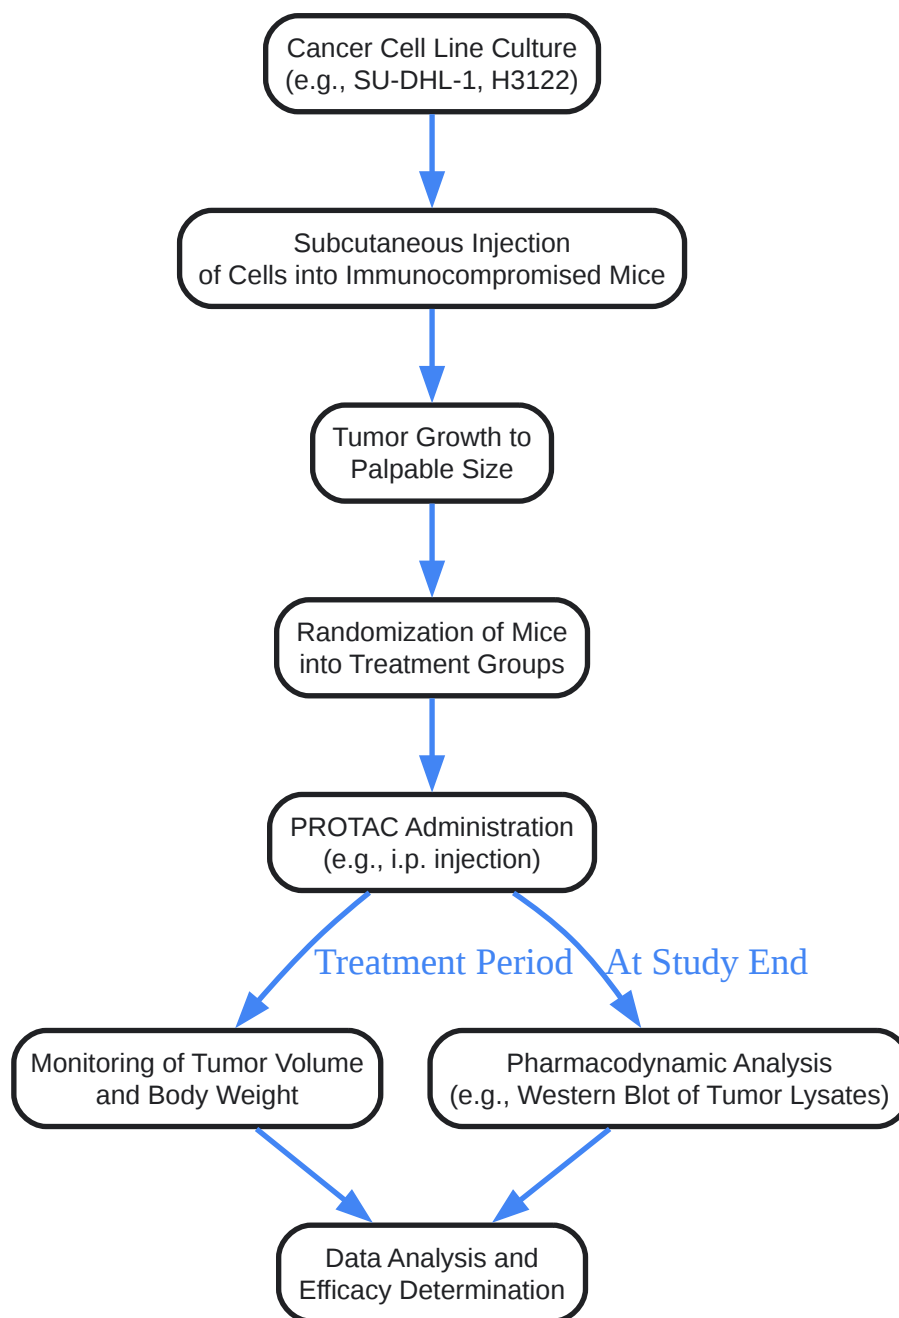 Cancer Cell Line Culture
(e.g., SU-DHL-1, H3122)
Subcutaneous Injection
of Cells into Immunocompromised Mice
Tumor Growth to
Palpable Size
Randomization of Mice
into Treatment Groups
PROTAC Administration
(e.g., i.p. injection)
Treatment Period
At Study End
Monitoring of Tumor Volume
and Body Weight
Pharmacodynamic Analysis
(e.g., Western Blot of Tumor Lysates)
Data Analysis and
Efficacy Determination